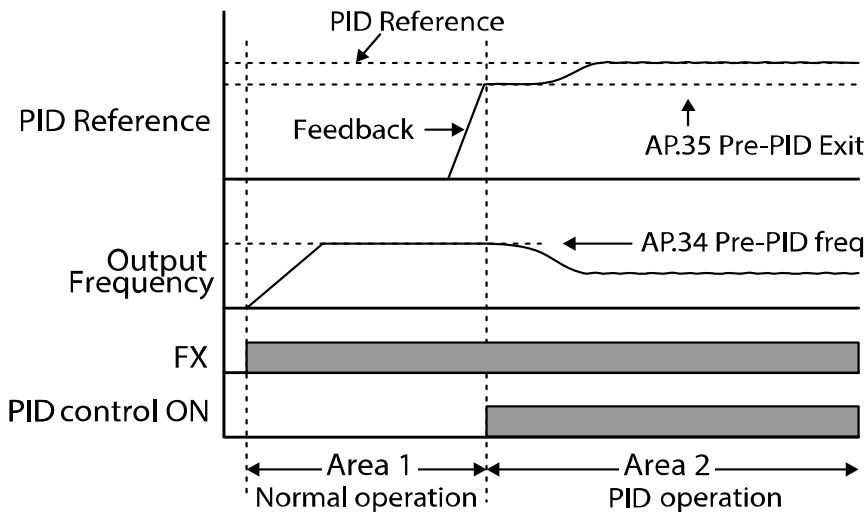 PID Reference
PID Reference
Feedback
AP.35 Pre-PID Exit
Output
Frequency
AP.34 Pre-PID freq
FX
PID control ON
Area 1
Area 2
Normal operation
PID operation